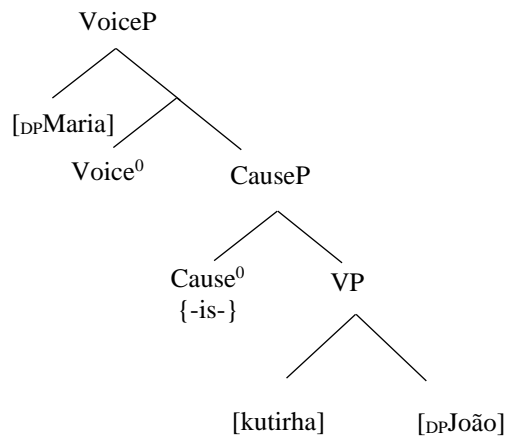 VoiceP
[DPMaria]
Voice⁰
CauseP
Cause⁰
VP
{-is-}
[kutirha]
[DPJoão]